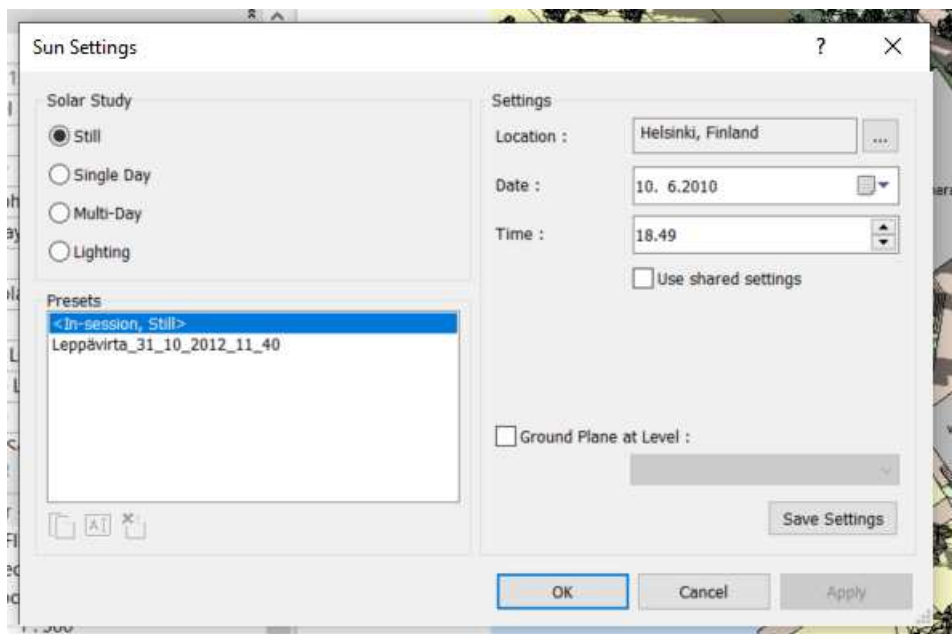 Sun Settings
?
Solar Study
Still
Single Day
Multi-Day
Lighting
Presets
<In-session, Still>
Leppävirta_31_10_2012_11_40
Settings
Location :
Helsinki, Finland
...
Date :
10. 6.2010
Time :
18.49
Use shared settings
Ground Plane at Level :
Save Settings
OK
Cancel
Apply